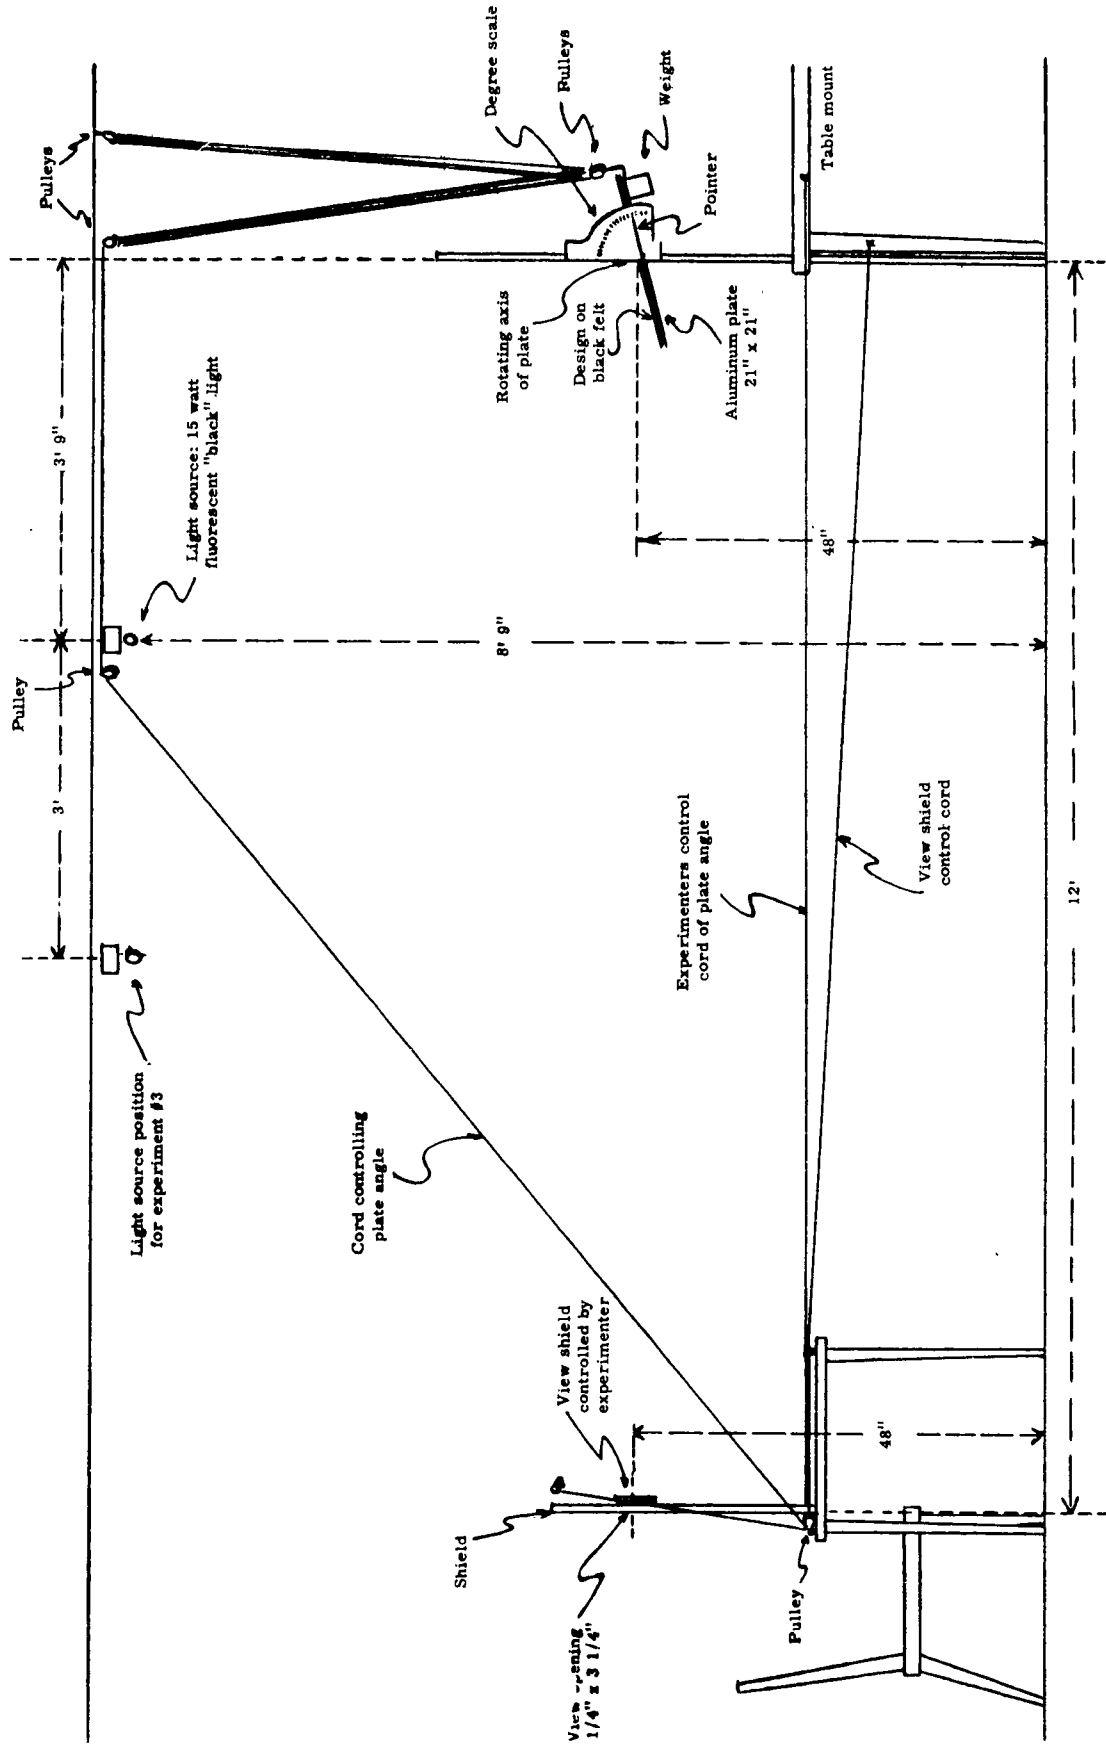 Pulley
3'
3' 9"
Pulleys
Light source position
for experiment #3
Light source: 15 watt
fluorescent "black" light
Cord controlling
plate angle
8' 9"
Degree scale
Pulleys
Weight
Pointer
Rotating axis
of plate
Design on
black felt
Aluminum plate
21" x 21"
Shield
View shield
controlled by
experimenter
View
1/4" x 3 1/4"
Experimenters control
cord of plate angle
Table mount
Pulley
48"
48"
View shield
control cord
12'